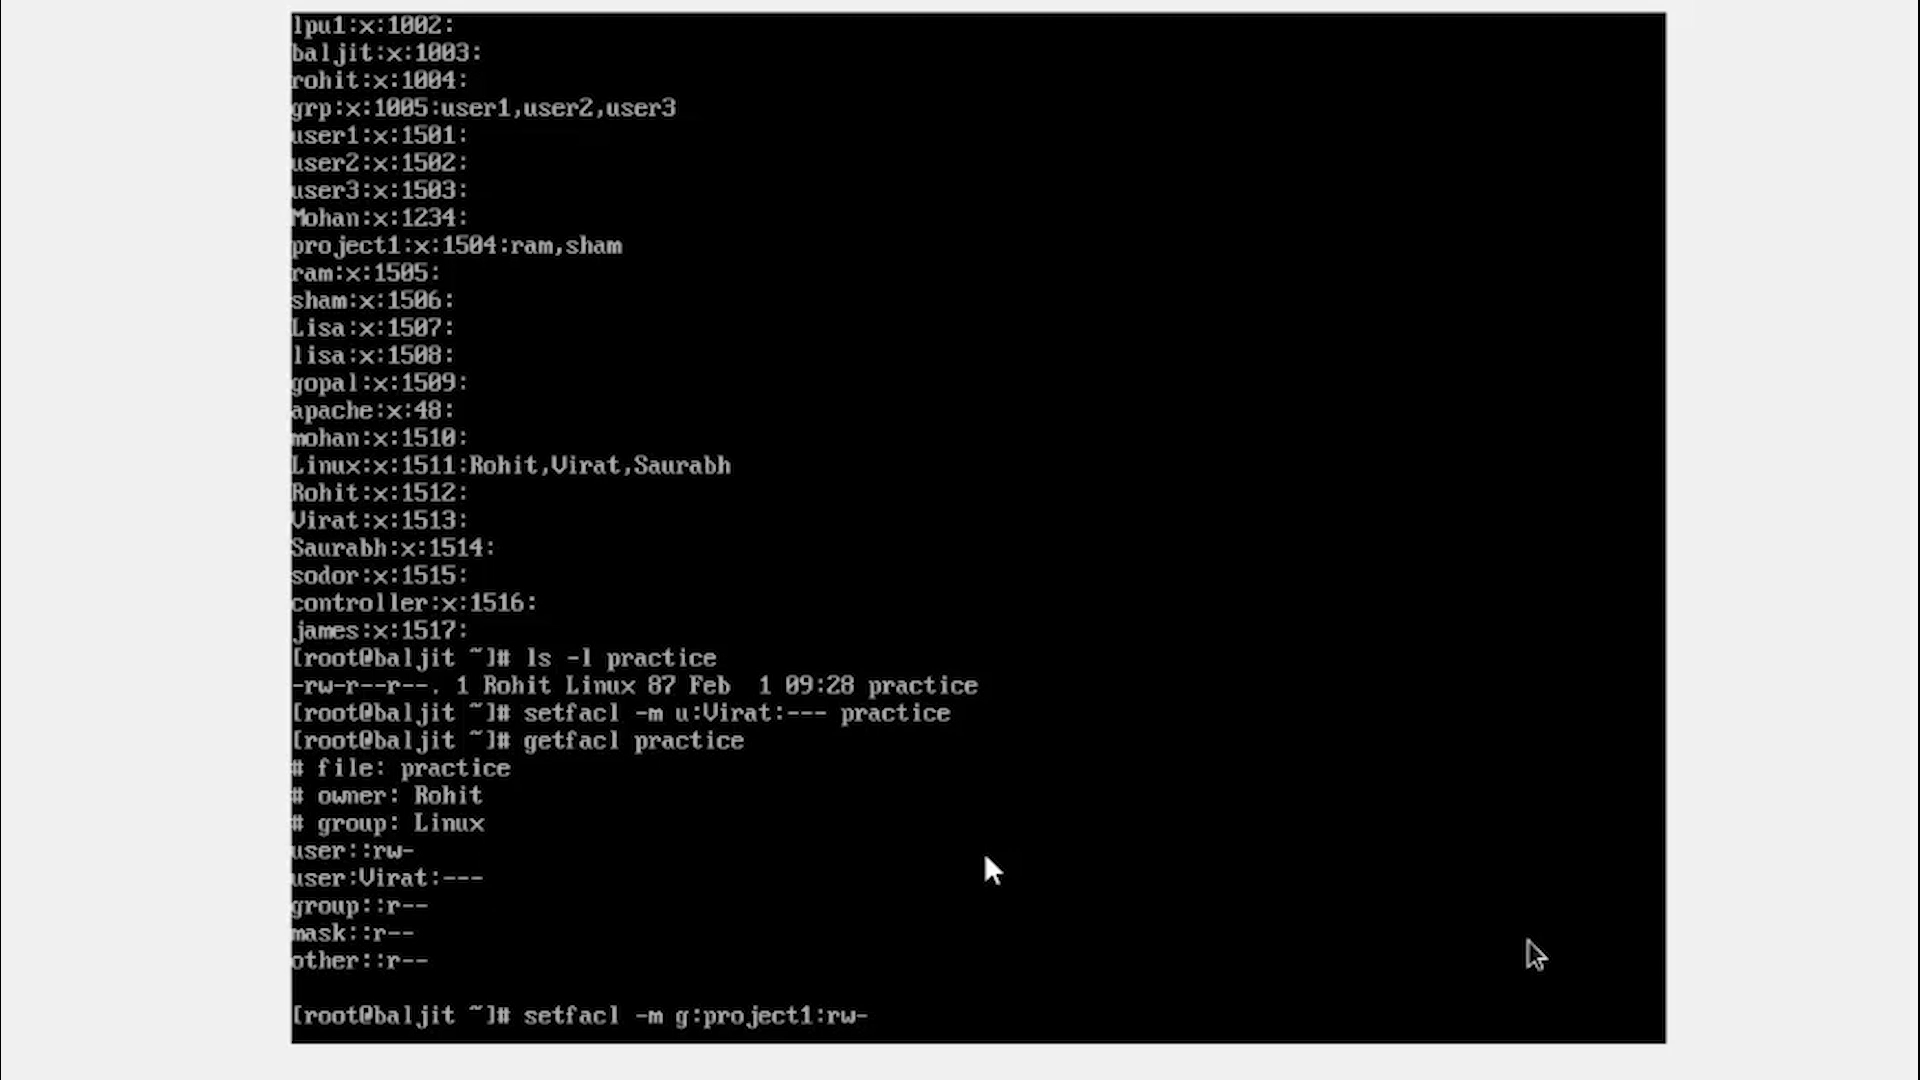 lpu1:x:1002:
baljit:x:1003:
rohit:x:1004:
grp:x:1005:user1,user2,user3
user1:x:1501:
user2:x:1502:
user3:x:1503:
Mohan:x:1234:
project1:x:1504:ram,sham
ram:x:1505:
sham:x:1506:
Lisa:x:1507:
lisa:x:1508:
gopal:x:1509:
apache:x:48:
mohan:x:1510:
Linux:x:1511:Rohit,Virat,Saurabh
Rohit:x:1512:
Virat:x:1513:
Saurabh:x:1514:
sodor:x:1515:
controller:x:1516:
james:x:1517:
[root@baljit ~]# ls -l practice
-rw-r--r--. 1 Rohit Linux 87 Feb  1 09:28 practice
[root@baljit ~]# setfacl -m u:Virat:--- practice
[root@baljit ~]# getfacl practice
# file: practice
# owner: Rohit
# group: Linux
user::rw-
user:Virat:---
group::r--
mask::r--
other::r--
[root@baljit ~]# setfacl -m g:project1:rw-